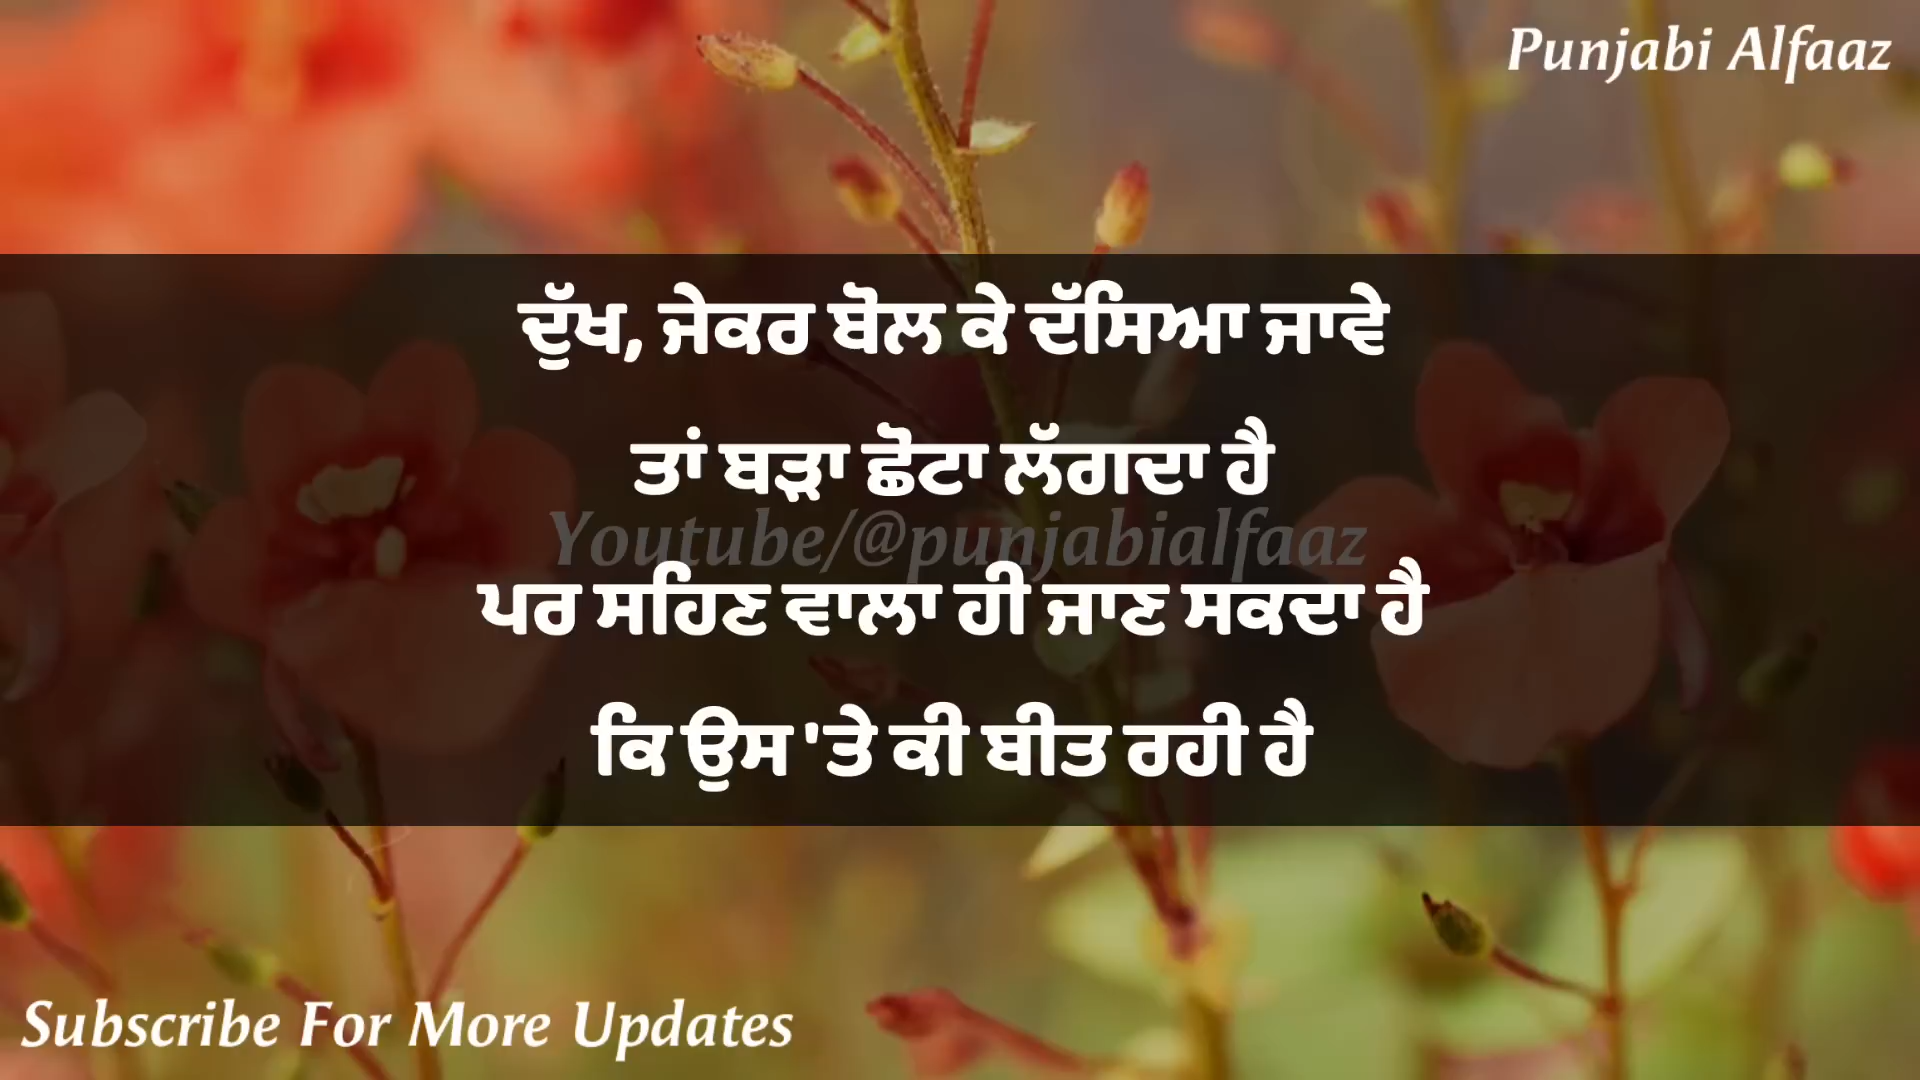 Punjabi Alfaaz
ਦੁੱਖ, ਜੇਕਰ ਬੋਲ ਕੇ ਦੱਸਿਆ ਜਾਵੇ
ਤਾਂ ਬੜਾ ਛੋਟਾ ਲੱਗਦਾ ਹੈ
Youtube/@punjabialfaaz
ਪਰ ਸਹਿਣ ਵਾਲਾ ਹੀ ਜਾਣ ਸਕਦਾ ਹੈ
ਕਿ ਉਸ 'ਤੇ ਕੀ ਬੀਤ ਰਹੀ ਹੈ
Subscribe For More Updates